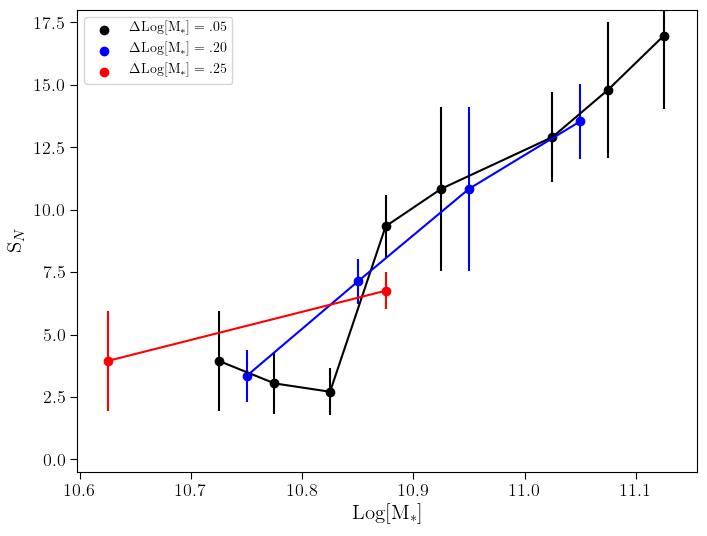 ΔLog[M*] = .05
ΔLog[M*] = .20
ΔLog[M*] = .25
17.5
15.0
12.5
10.0
7.5
5.0
2.5
0.0
S_N
10.6 10.7 10.8 10.9 11.0 11.1
Log[M*]